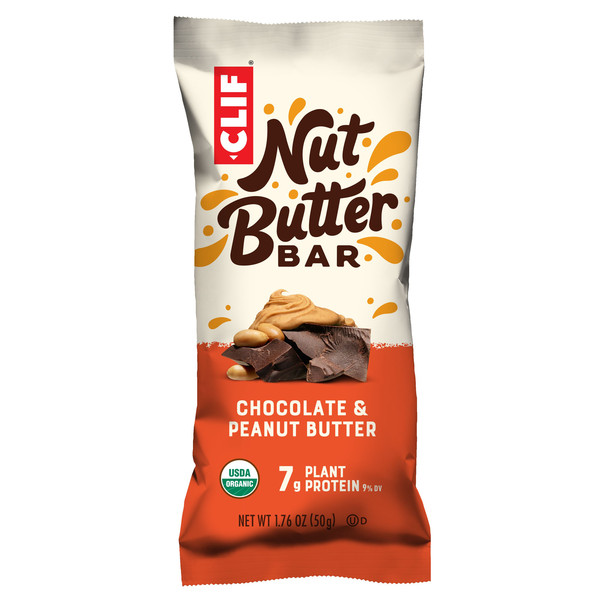 CLIF®
Nut
Butter
BAR
CHOCOLATE &
PEANUT BUTTER
USDA
ORGANIC
7g PLANT
PROTEIN 9% DV
NET WT 1.76 OZ (50g) Ⓤ D